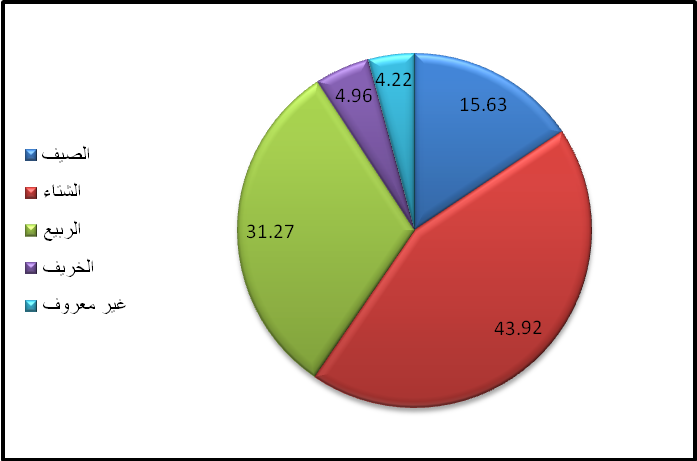 الصيف
الشتاء
الربيع
الخريف
غير معروف
15.63
43.92
31.27
4.96
4.22